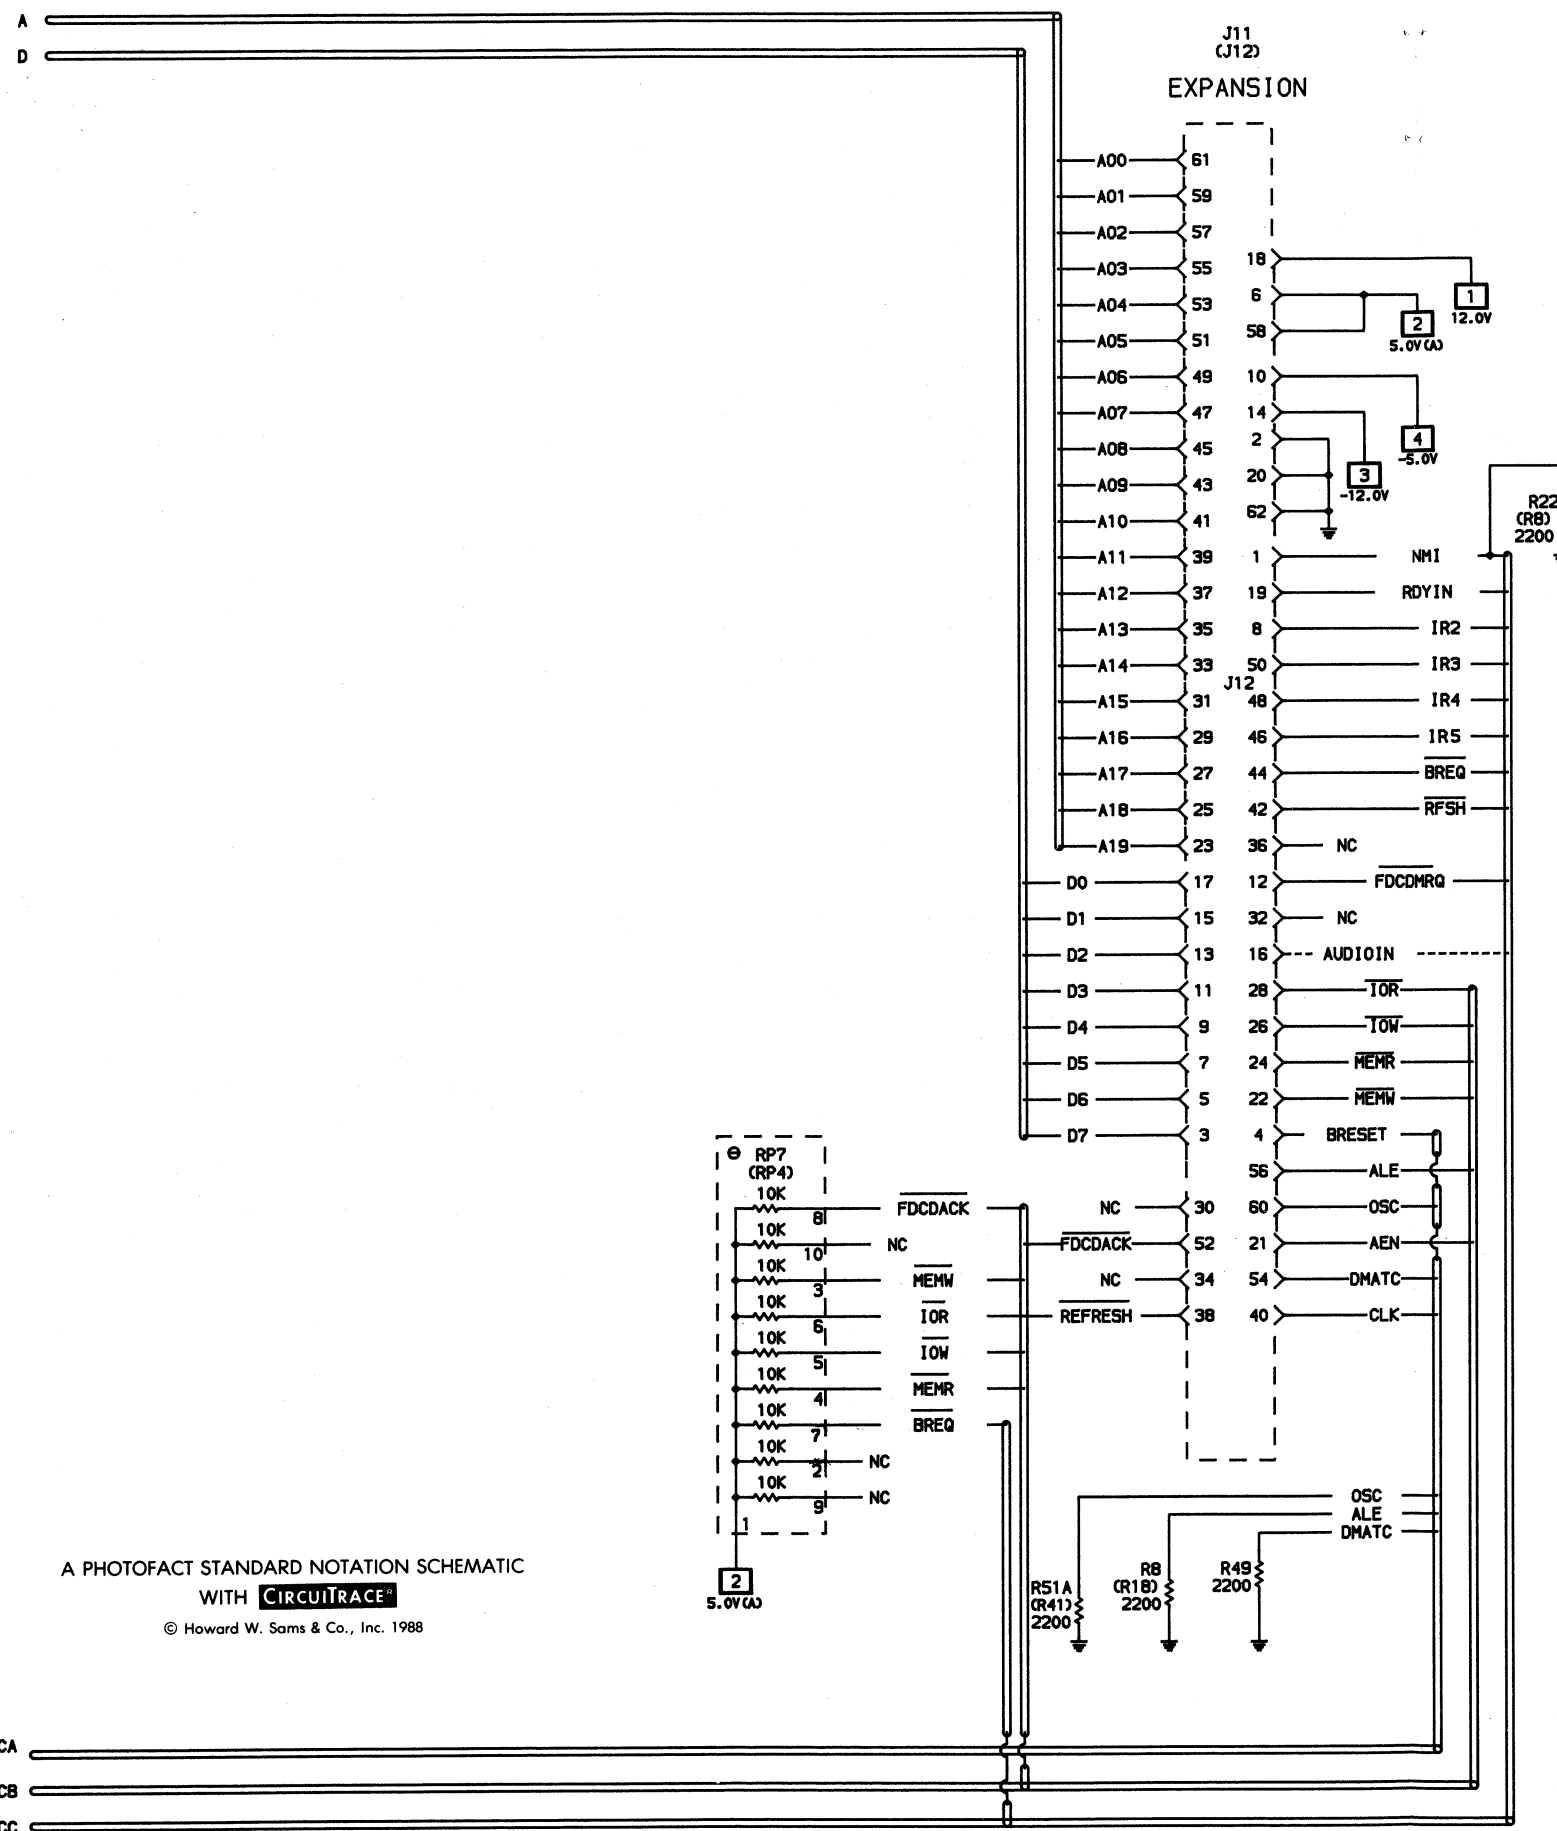 A
D
J11
(J12)
EXPANSION
A00 61
A01 59
A02 57
A03 55 18
A04 53 6 1
12.0V
A05 51 58 2
5.0V(A)
A06 49 10
A07 47 14
A08 45 2 4
-5.0V
A09 43 20 3
-12.0V
A10 41 62
R22
(R8)
2200
A11 39 1 NMI
A12 37 19 RDYIN
A13 35 8 IR2
A14 33 50 IR3
J12
A15 31 48 IR4
A16 29 46 IR5
A17 27 44 BREQ
A18 25 42 RFSH
A19 23 36 NC
D0 17 12 FDCDMRQ
D1 15 32 NC
D2 13 16 AUDIOIN
D3 11 28 IOR
D4 9 26 IOW
D5 7 24 MEMR
D6 5 22 MEMW
D7 3 4 BRESET
56 ALE
NC 30 60 OSC
FDCDACK 52 21 AEN
NC 34 54 DMATC
REFRESH 38 40 CLK
RP7
(RP4)
10K 8 FDCDACK
10K 10 NC
10K 3 MEMW
10K 6 IOR
10K 5 IOW
10K 4 MEMR
10K 7 BREQ
10K 2 NC
10K 9 NC
1
2
5.0V(A)
OSC
ALE
DMATC
R51A
(R41)
2200
R8
(R18)
2200
R49
2200
A PHOTOFACT STANDARD NOTATION SCHEMATIC
WITH CIRCUITRACE®
© Howard W. Sams & Co., Inc. 1988
CA
CB
CC